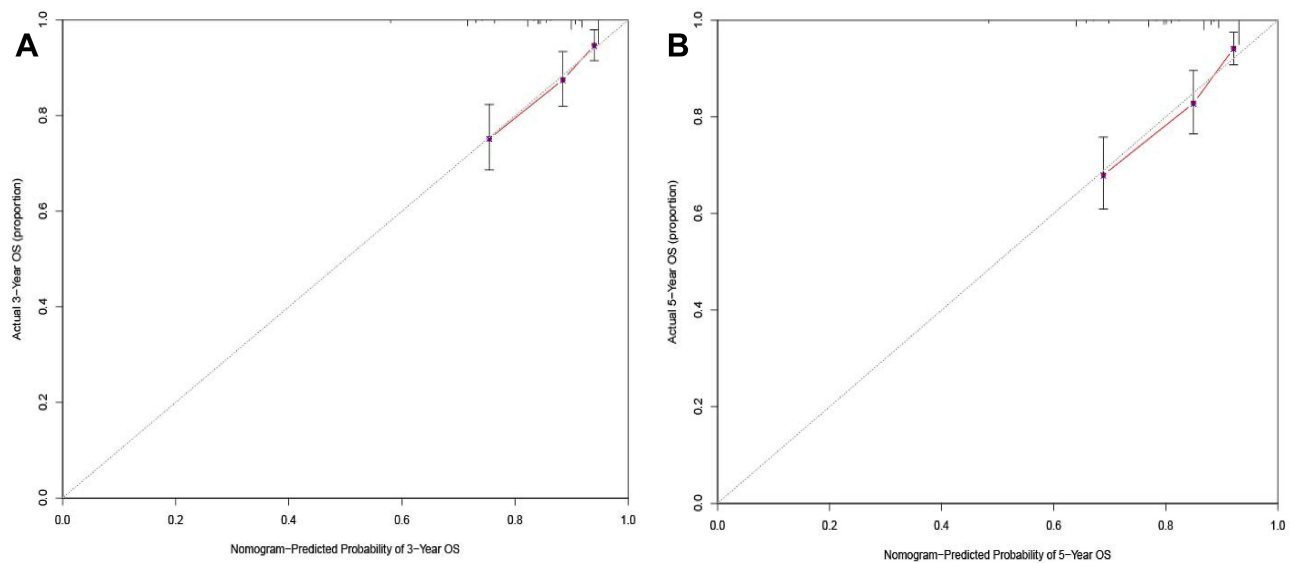 A
Actual 3−Year OS (proportion)
1.0
0.8
0.6
0.4
0.2
0.0
0.0 0.2 0.4 0.6 0.8 1.0
Nomogram−Predicted Probability of 3−Year OS
B
Actual 5−Year OS (proportion)
1.0
0.8
0.6
0.4
0.2
0.0
0.0 0.2 0.4 0.6 0.8 1.0
Nomogram−Predicted Probability of 5−Year OS